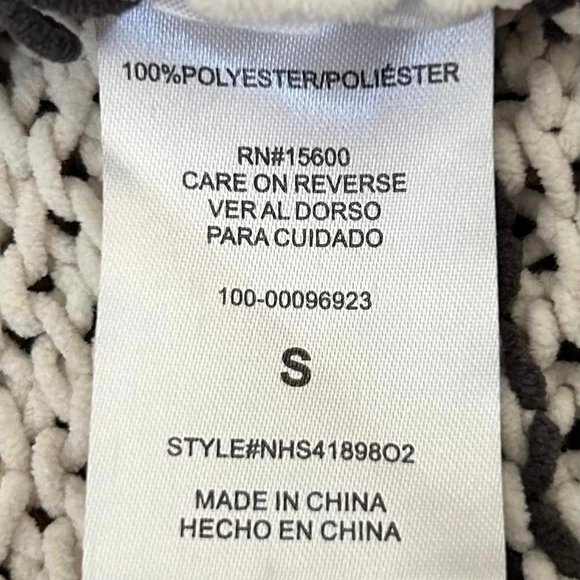 100%POLYESTER/POLIÉSTER
RN#15600
CARE ON REVERSE
VER AL DORSO
PARA CUIDADO
100-00096923
S
STYLE#NHS41898O2
MADE IN CHINA
HECHO EN CHINA